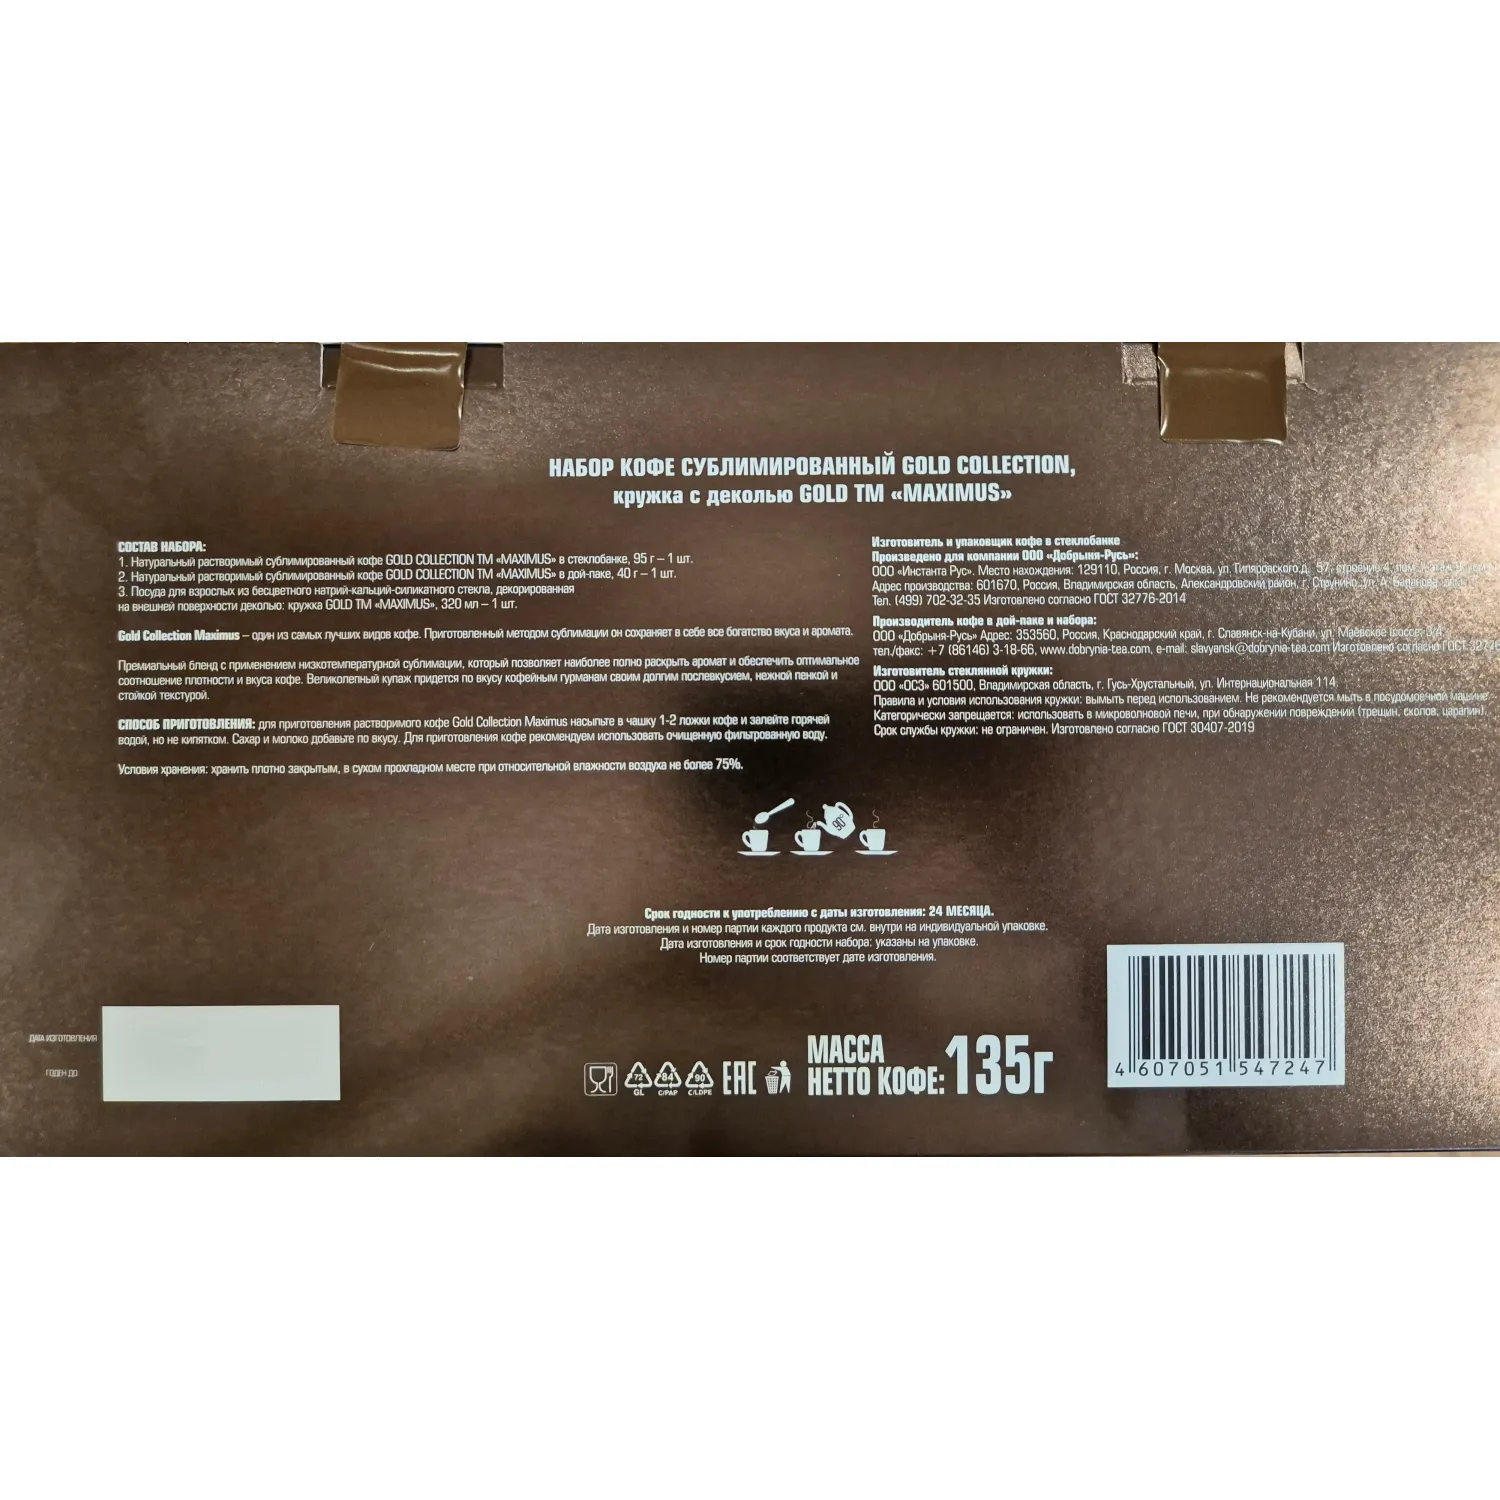 НАБОР КОФЕ СУБЛИМИРОВАННЫЙ GOLD COLLECTION,
кружка с деколью GOLD ТМ «MAXIMUS»
СОСТАВ НАБОРА:
1. Натуральный растворимый сублимированный кофе GOLD COLLECTION ТМ «MAXIMUS» в стеклобанке, 95 г – 1 шт.
2. Натуральный растворимый сублимированный кофе GOLD COLLECTION ТМ «MAXIMUS» в дой-паке, 40 г – 1 шт.
3. Посуда для взрослых из бесцветного натрий-кальций-силикатного стекла, декорированная
на внешней поверхности деколью: кружка GOLD ТМ «MAXIMUS», 320 мл – 1 шт.
Gold Collection Maximus – один из самых лучших видов кофе. Приготовленный методом сублимации он сохраняет в себе все богатство вкуса и аромата.
Премиальный бленд с применением низкотемпературной сублимации, который позволяет наиболее полно раскрыть аромат и обеспечить оптимальное
соотношение плотности и вкуса кофе. Великолепный купаж придется по вкусу кофейным гурманам своим долгим послевкусием, нежной пенкой и
стойкой текстурой.
СПОСОБ ПРИГОТОВЛЕНИЯ: для приготовления растворимого кофе Gold Collection Maximus насыпьте в чашку 1-2 ложки кофе и залейте горячей
водой, но не кипятком. Сахар и молоко добавьте по вкусу. Для приготовления кофе рекомендуем использовать очищенную фильтрованную воду.
Условия хранения: хранить плотно закрытым, в сухом прохладном месте при относительной влажности воздуха не более 75%.
Изготовитель и упаковщик кофе в стеклобанке
Произведено для компании ООО «Добрыня-Русь»:
ООО «Инстанта Рус». Место нахождения: 129110, Россия, г. Москва, ул. Гиляровского д. 57, строение 4, пом.
Адрес производства: 601670, Россия, Владимирская область, Александровский район, г. Струнино, ул. А.
Тел. (499) 702-32-35 Изготовлено согласно ГОСТ 32776-2014
Производитель кофе в дой-паке и набора:
ООО «Добрыня-Русь» Адрес: 353560, Россия, Краснодарский край, г. Славянск-на-Кубани, ул. Маевское шоссе, 3/4,
тел./факс: +7 (86146) 3-18-66, www.dobrynia-tea.com, e-mail: slavyansk@dobrynia-tea.com Изготовлено согласно ГОСТ 32776
Изготовитель стеклянной кружки:
ООО «ОСЗ» 601500, Владимирская область, г. Гусь-Хрустальный, ул. Интернациональная 114.
Правила и условия использования кружки: вымыть перед использованием. Не рекомендуется мыть в посудомоечной машине
Категорически запрещается: использовать в микроволновой печи, при обнаружении повреждений (трещин, сколов, царапин).
Срок службы кружки: не ограничен. Изготовлено согласно ГОСТ 30407-2019
90°
Срок годности к употреблению с даты изготовления: 24 МЕСЯЦА.
Дата изготовления и номер партии каждого продукта см. внутри на индивидуальной упаковке.
Дата изготовления и срок годности набора: указаны на упаковке.
Номер партии соответствует дате изготовления.
ДАТА ИЗГОТОВЛЕНИЯ
ГОДЕН ДО
72 84 90
GL C/PAP C/LDPE
EAC
МАССА
НЕТТО КОФЕ: 135г
4 607051 547247